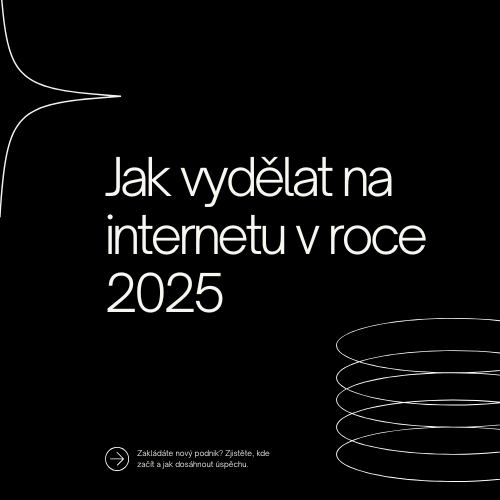 Jak vydělat na
internetu v roce
2025
Zakládáte nový podnik? Zjistěte, kde
začít a jak dosáhnout úspěchu.